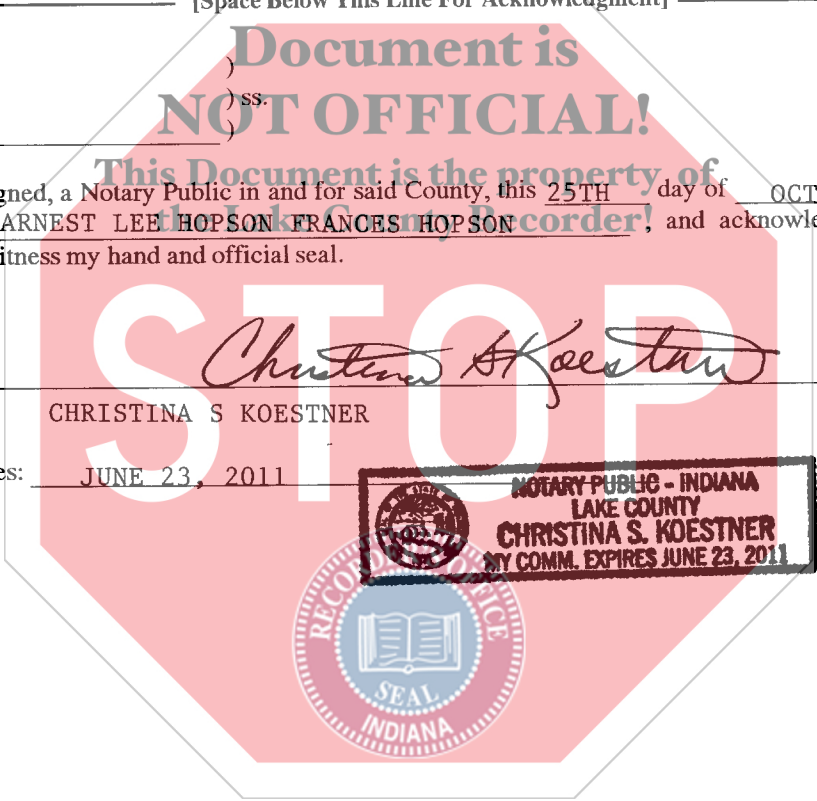 [Space Below This Line For Acknowledgment]
Document is
)
) ss.
NOT OFFICIAL!
)
This Document is the property of
gned, a Notary Public in and for said County, this 25TH day of OCT
the Lake County Recorder!
ARNEST LEE HOPSON FRANCES HOPSON , and acknowle
itness my hand and official seal.
STOP
Christina S Koestner
CHRISTINA S KOESTNER
es: JUNE 23, 2011
NOTARY PUBLIC - INDIANA
LAKE COUNTY
CHRISTINA S. KOESTNER
MY COMM. EXPIRES JUNE 23, 2011
RECORDER'S OFFICE
SEAL
INDIANA